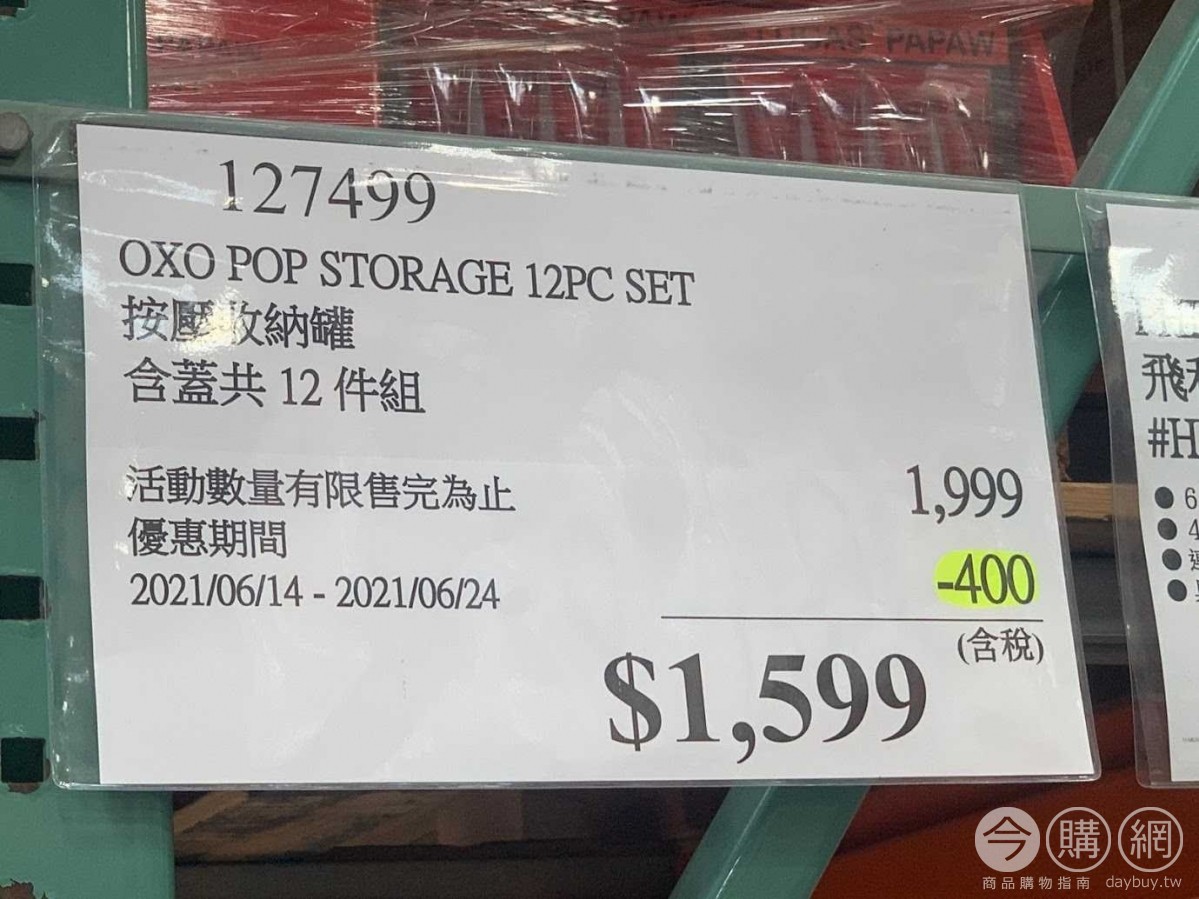 LUCAS PAPAW
127499
OXO POP STORAGE 12PC SET
按壓收納罐
含蓋共 12 件組
活動數量有限售完為止
優惠期間
2021/06/14 - 2021/06/24
1,999
-400
(含稅)
$1,599
飛
#H
● 6
● 4
今購網
商品購物指南 daybuy.tw